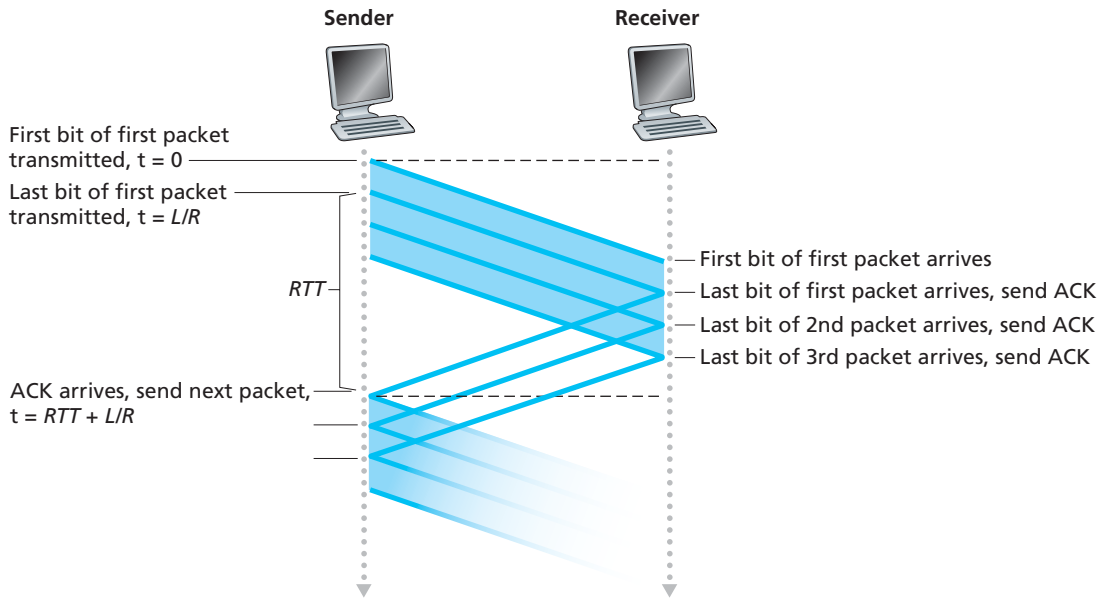 Sender
Receiver
First bit of first packet
transmitted, t = 0
Last bit of first packet
transmitted, t = L/R
RTT
First bit of first packet arrives
Last bit of first packet arrives, send ACK
Last bit of 2nd packet arrives, send ACK
Last bit of 3rd packet arrives, send ACK
ACK arrives, send next packet,
t = RTT + L/R